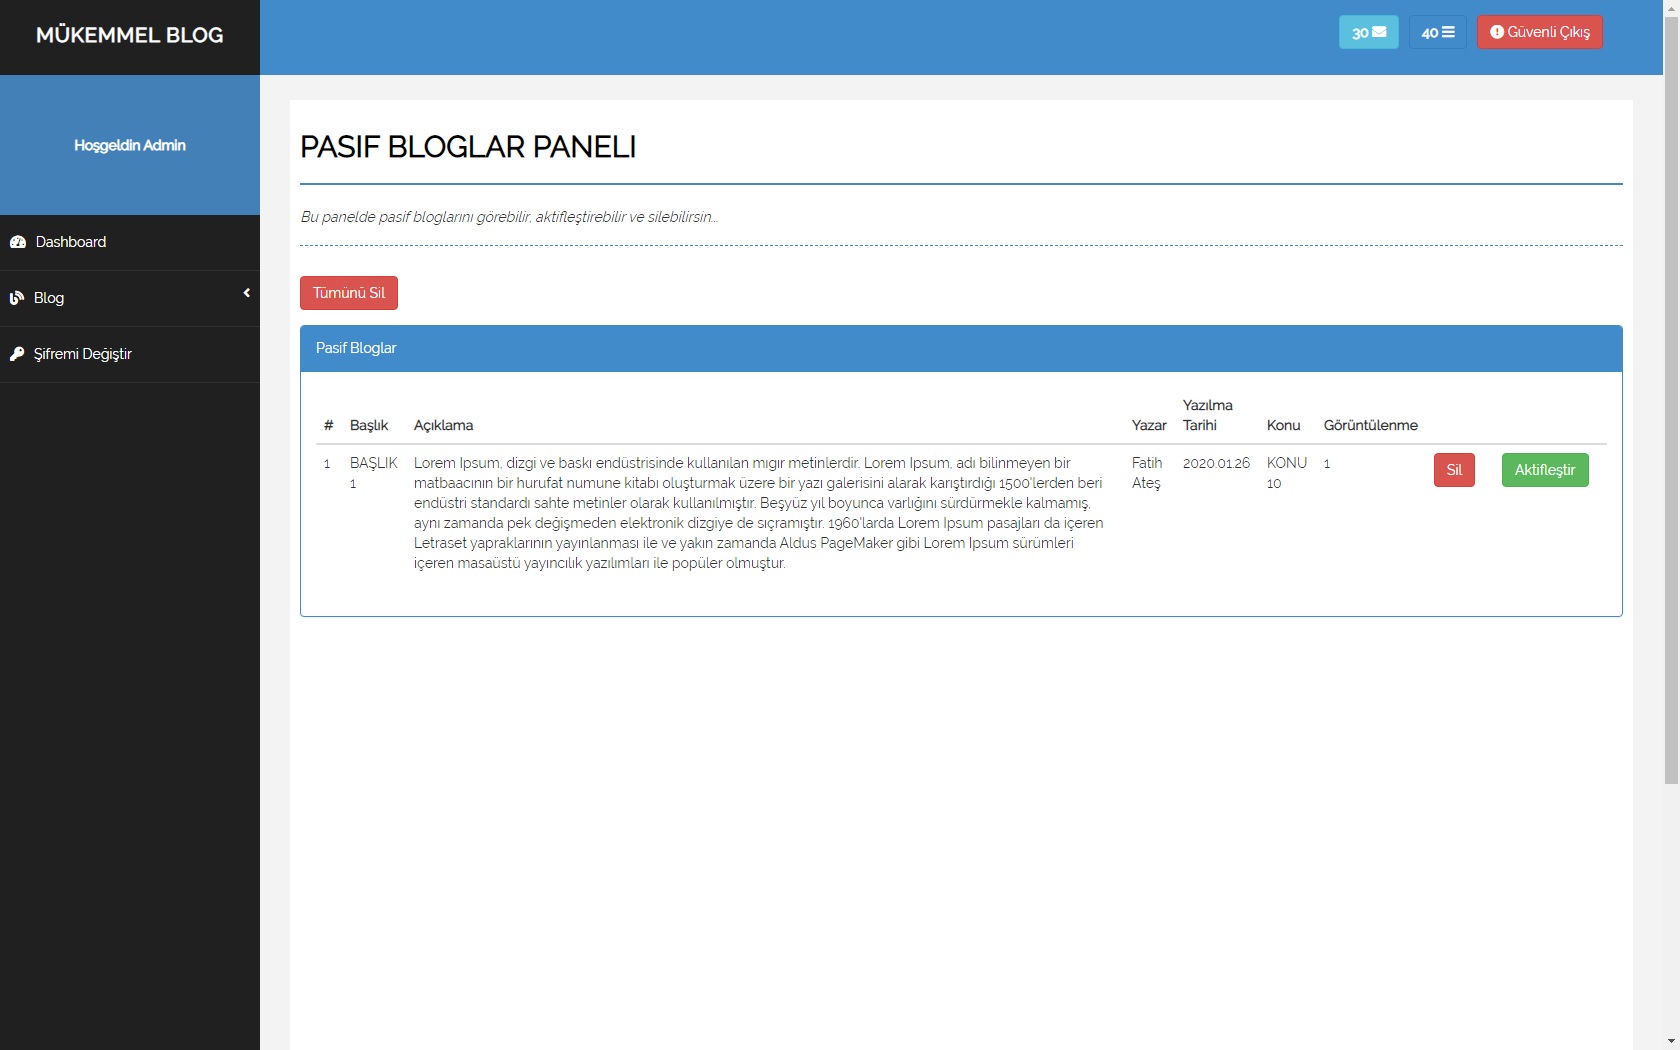 MÜKEMMEL BLOG
30
40
Güvenli Çıkış
Hoşgeldin Admin
Dashboard
Blog
Şifremi Değiştir
PASIF BLOGLAR PANELI
Bu panelde pasif bloglarını görebilir, aktifleştirebilir ve silebilirsin...
Tümünü Sil
Pasif Bloglar
# Başlık Açıklama Yazar Yazılma Tarihi Konu Görüntülenme
1 BAŞLIK 1
Lorem Ipsum, dizgi ve baskı endüstrisinde kullanılan mıgır metinlerdir. Lorem Ipsum, adı bilinmeyen bir
matbaacının bir hurufat numune kitabı oluşturmak üzere bir yazı galerisini alarak karıştırdığı 1500'lerden beri
endüstri standardı sahte metinler olarak kullanılmıştır. Beşyüz yıl boyunca varlığını sürdürmekle kalmamış,
aynı zamanda pek değişmeden elektronik dizgiye de sıçramıştır. 1960'larda Lorem Ipsum pasajları da içeren
Letraset yapraklarının yayınlanması ile ve yakın zamanda Aldus PageMaker gibi Lorem Ipsum sürümleri
içeren masaüstü yayıncılık yazılımları ile popüler olmuştur.
Fatih Ateş
2020.01.26
KONU 10
1
Sil
Aktifleştir